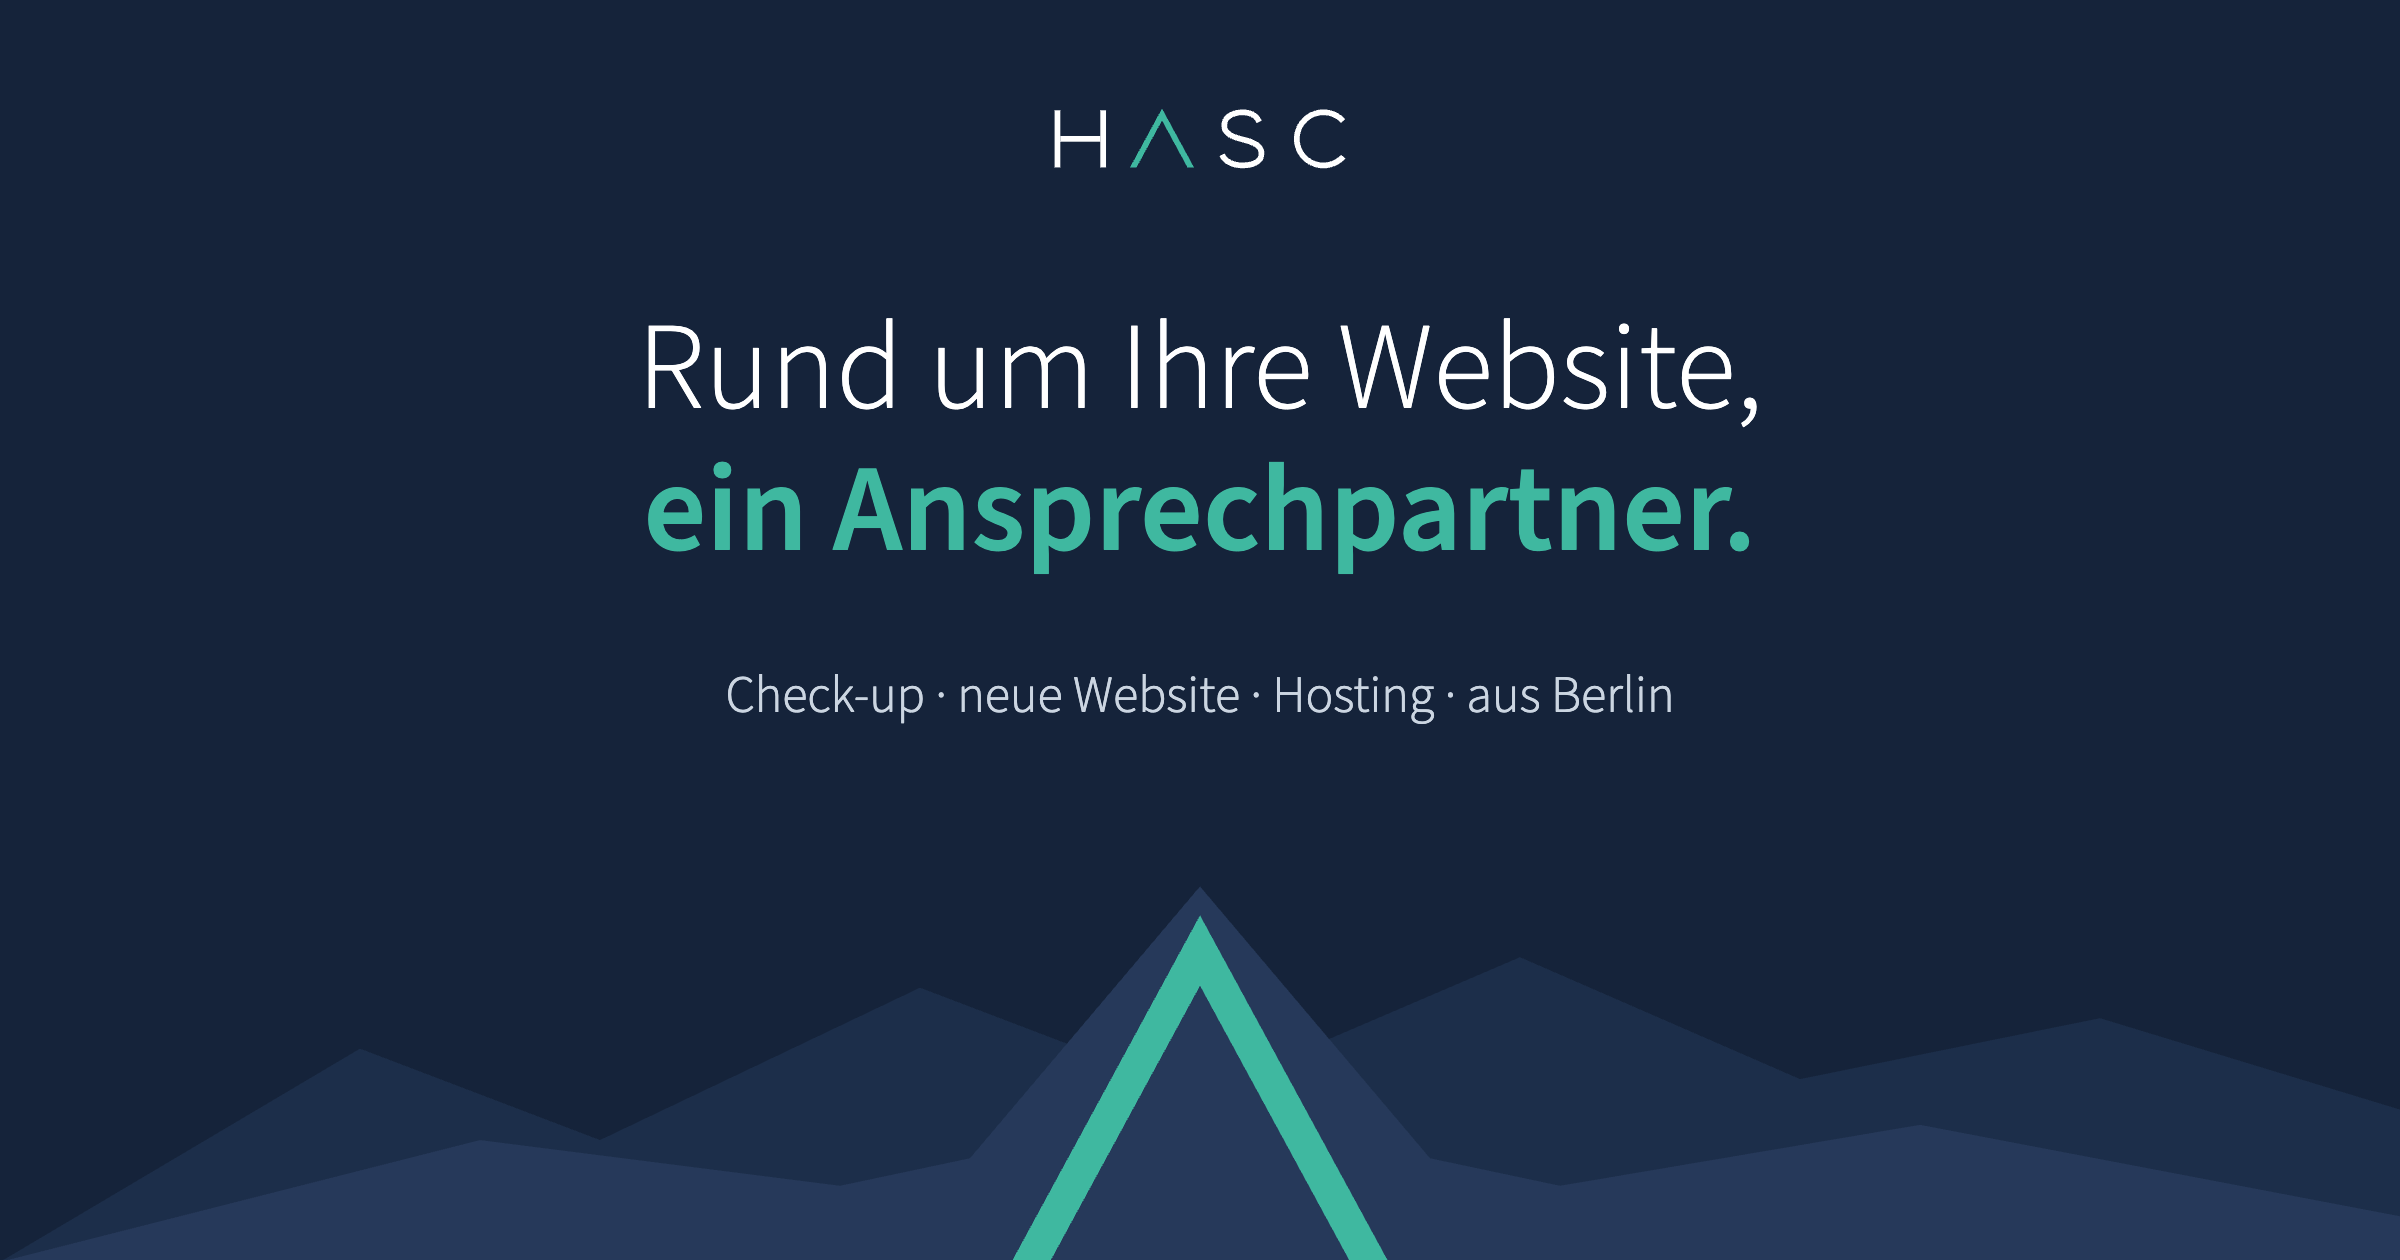 HASC
Rund um Ihre Website,
ein Ansprechpartner.
Check-up · neue Website · Hosting · aus Berlin